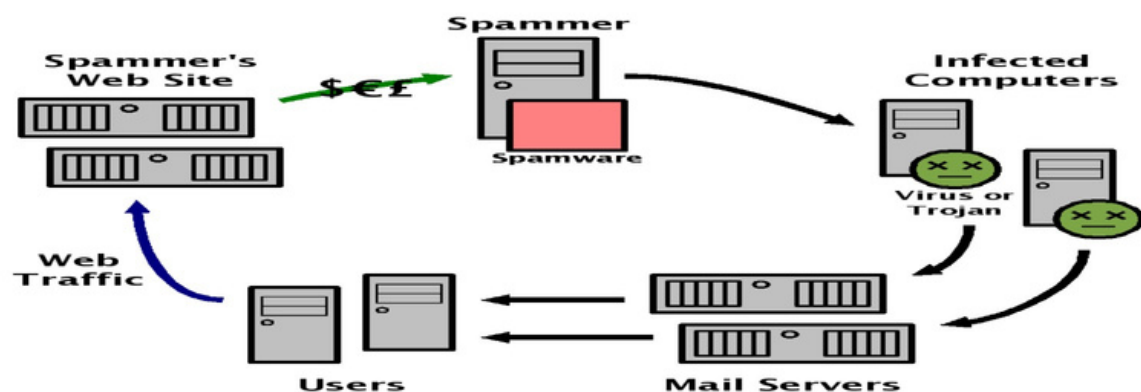 Spammer
Spammer's
Web Site
$€£
Infected
Computers
Spamware
Virus or
Trojan
Web
Traffic
Users
Mail Servers